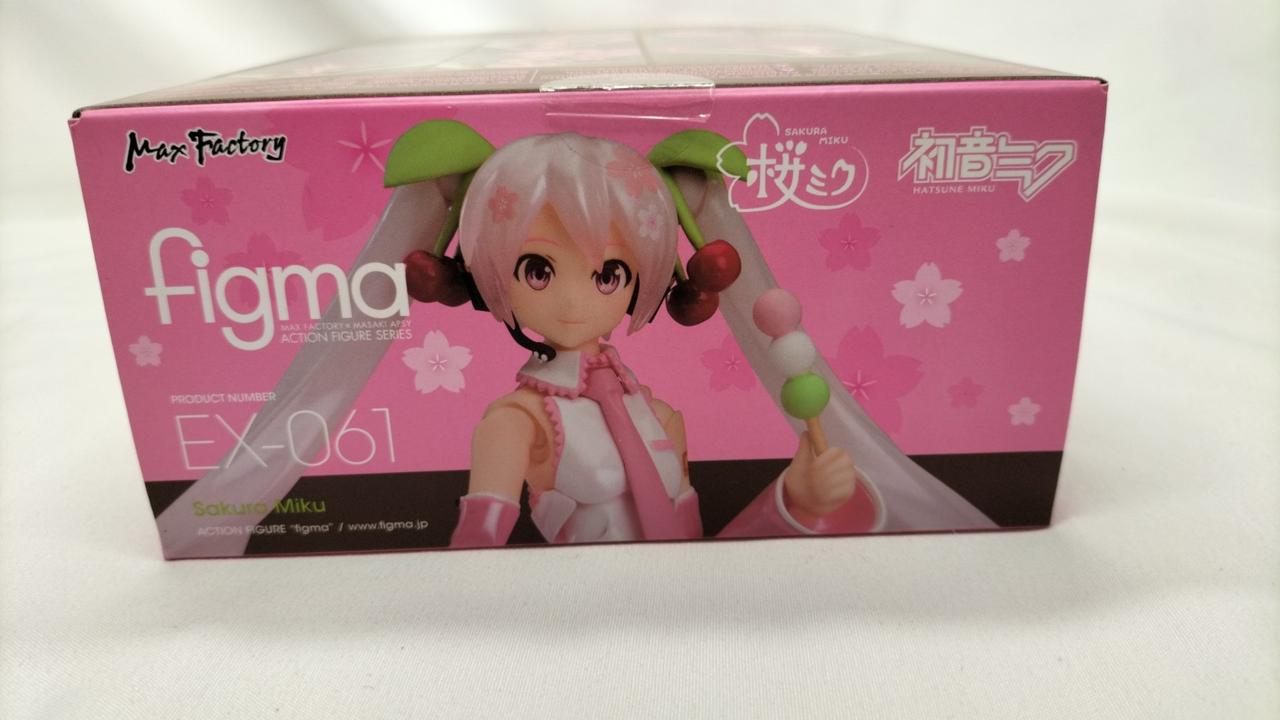 Max Factory
SAKURA
MIKU
桜ミク
初音ミク
HATSUNE MIKU
figma
MAX FACTORY × MASAKI APSY
ACTION FIGURE SERIES
PRODUCT NUMBER
EX-061
Sakura Miku
ACTION FIGURE "figma" / www.figma.jp